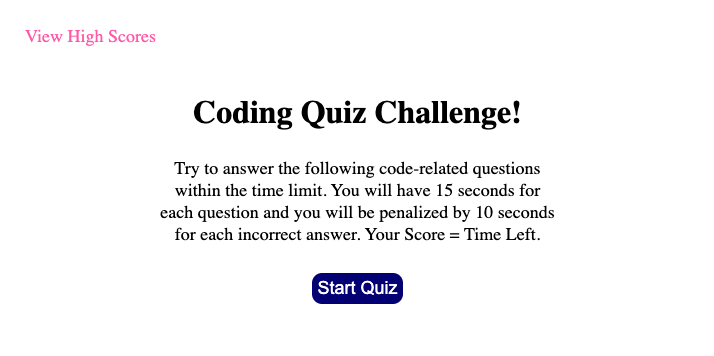 View High Scores
Coding Quiz Challenge!
Try to answer the following code-related questions
within the time limit. You will have 15 seconds for
each question and you will be penalized by 10 seconds
for each incorrect answer. Your Score = Time Left.
Start Quiz